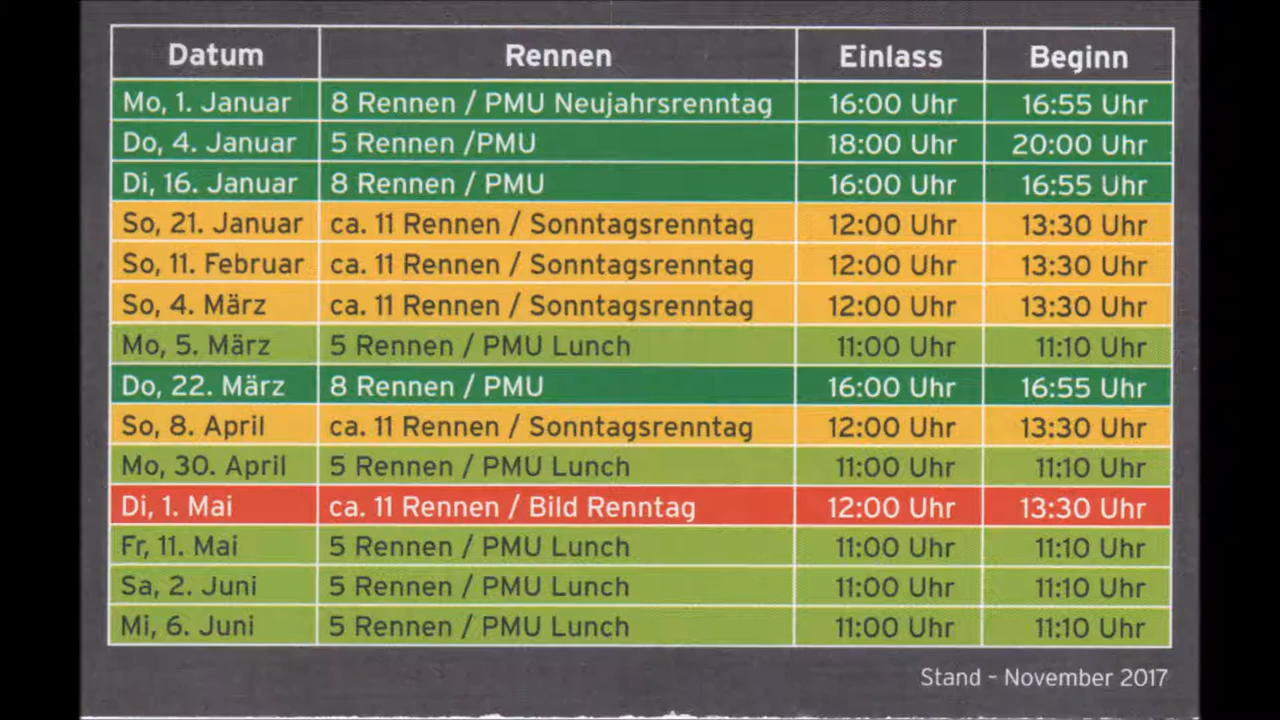 Datum Rennen Einlass Beginn
Mo, 1. Januar 8 Rennen / PMU Neujahrsrenntag 16:00 Uhr 16:55 Uhr
Do, 4. Januar 5 Rennen /PMU 18:00 Uhr 20:00 Uhr
Di, 16. Januar 8 Rennen / PMU 16:00 Uhr 16:55 Uhr
So, 21. Januar ca. 11 Rennen / Sonntagsrenntag 12:00 Uhr 13:30 Uhr
So, 11. Februar ca. 11 Rennen / Sonntagsrenntag 12:00 Uhr 13:30 Uhr
So, 4. März ca. 11 Rennen / Sonntagsrenntag 12:00 Uhr 13:30 Uhr
Mo, 5. März 5 Rennen / PMU Lunch 11:00 Uhr 11:10 Uhr
Do, 22. März 8 Rennen / PMU 16:00 Uhr 16:55 Uhr
So, 8. April ca. 11 Rennen / Sonntagsrenntag 12:00 Uhr 13:30 Uhr
Mo, 30. April 5 Rennen / PMU Lunch 11:00 Uhr 11:10 Uhr
Di, 1. Mai ca. 11 Rennen / Bild Renntag 12:00 Uhr 13:30 Uhr
Fr, 11. Mai 5 Rennen / PMU Lunch 11:00 Uhr 11:10 Uhr
Sa, 2. Juni 5 Rennen / PMU Lunch 11:00 Uhr 11:10 Uhr
Mi, 6. Juni 5 Rennen / PMU Lunch 11:00 Uhr 11:10 Uhr
Stand - November 2017